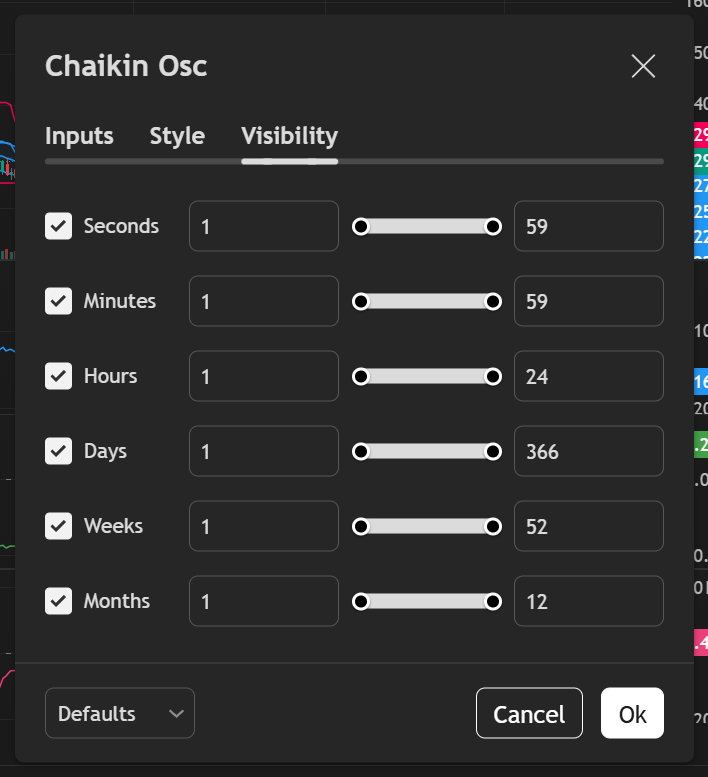 Chaikin Osc
Inputs Style Visibility
Seconds 1 59
Minutes 1 59
Hours 1 24
Days 1 366
Weeks 1 52
Months 1 12
Defaults Cancel Ok